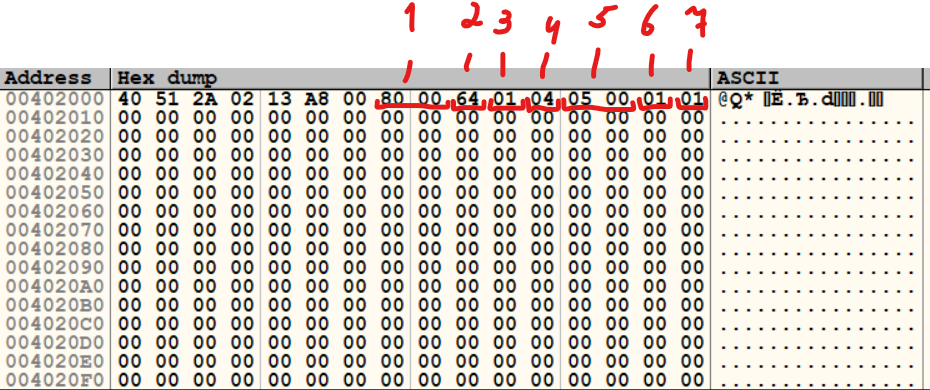 1 2 3 4 5 6 7
Address Hex dump ASCII
00402000 40 51 2A 02 13 A8 00 80 00 64 01 04 05 00 01 01 @Q* ▯Ё.Ђ.d▯▯▯.▯▯
00402010 00 00 00 00 00 00 00 00 00 00 00 00 00 00 00 00 ................
00402020 00 00 00 00 00 00 00 00 00 00 00 00 00 00 00 00 ................
00402030 00 00 00 00 00 00 00 00 00 00 00 00 00 00 00 00 ................
00402040 00 00 00 00 00 00 00 00 00 00 00 00 00 00 00 00 ................
00402050 00 00 00 00 00 00 00 00 00 00 00 00 00 00 00 00 ................
00402060 00 00 00 00 00 00 00 00 00 00 00 00 00 00 00 00 ................
00402070 00 00 00 00 00 00 00 00 00 00 00 00 00 00 00 00 ................
00402080 00 00 00 00 00 00 00 00 00 00 00 00 00 00 00 00 ................
00402090 00 00 00 00 00 00 00 00 00 00 00 00 00 00 00 00 ................
004020A0 00 00 00 00 00 00 00 00 00 00 00 00 00 00 00 00 ................
004020B0 00 00 00 00 00 00 00 00 00 00 00 00 00 00 00 00 ................
004020C0 00 00 00 00 00 00 00 00 00 00 00 00 00 00 00 00 ................
004020D0 00 00 00 00 00 00 00 00 00 00 00 00 00 00 00 00 ................
004020E0 00 00 00 00 00 00 00 00 00 00 00 00 00 00 00 00 ................
004020F0 00 00 00 00 00 00 00 00 00 00 00 00 00 00 00 00 ................